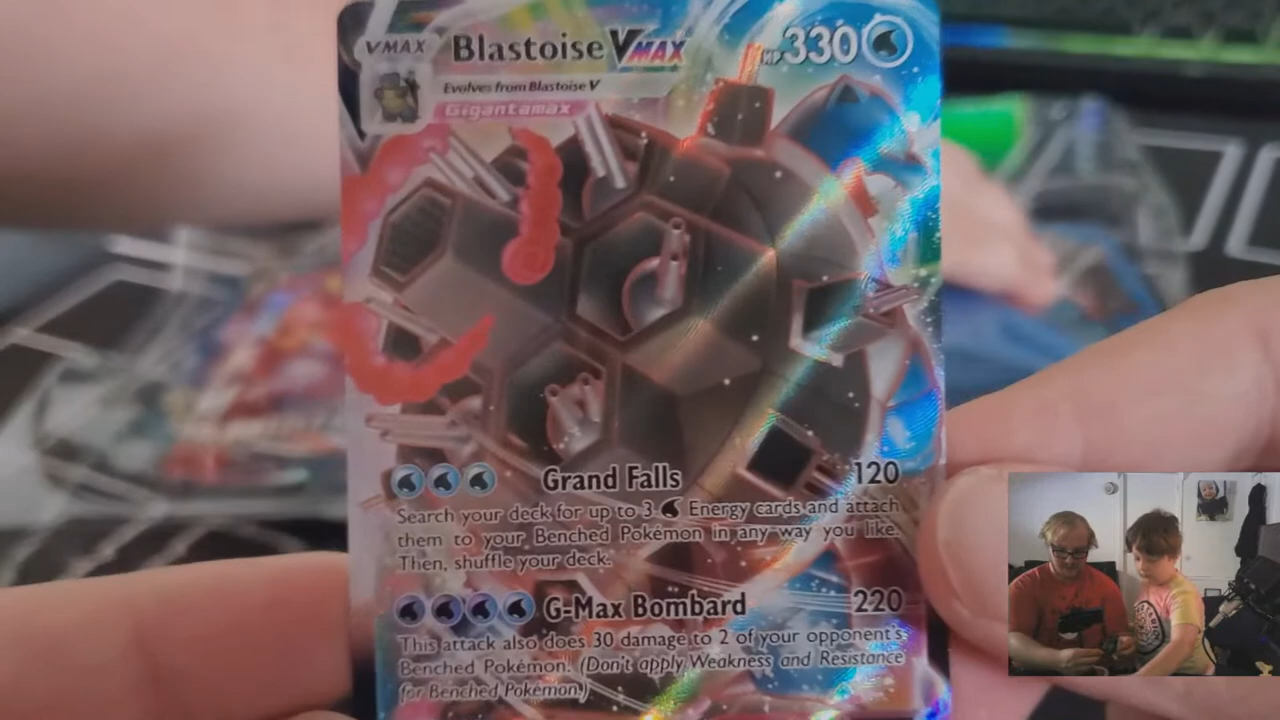 VMAX Blastoise VMAX HP 330
Evolves from Blastoise V
Gigantamax
Grand Falls 120
Search your deck for up to 3 Energy cards and attach
them to your Benched Pokémon in any way you like.
Then, shuffle your deck.
G-Max Bombard 220
This attack also does 30 damage to 2 of your opponent's
Benched Pokémon. (Don't apply Weakness and Resistance
for Benched Pokémon.)